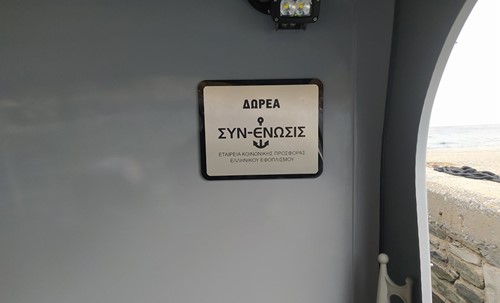 ΔΩΡΕΑ
ΣΥΝ-ΕΝΩΣΙΣ
ΕΤΑΙΡΕΙΑ ΚΟΙΝΩΝΙΚΗΣ ΠΡΟΣΦΟΡΑΣ
ΕΛΛΗΝΙΚΟΥ ΕΦΟΠΛΙΣΜΟΥ